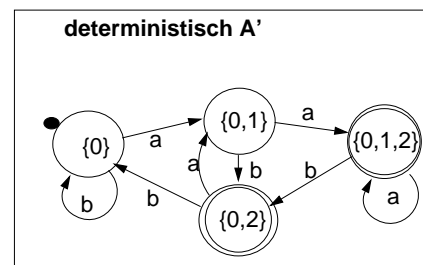 deterministisch A’
{0,1}
a
{0,1,2}
{0}
a
a
b
b
b
b
a
{0,2}